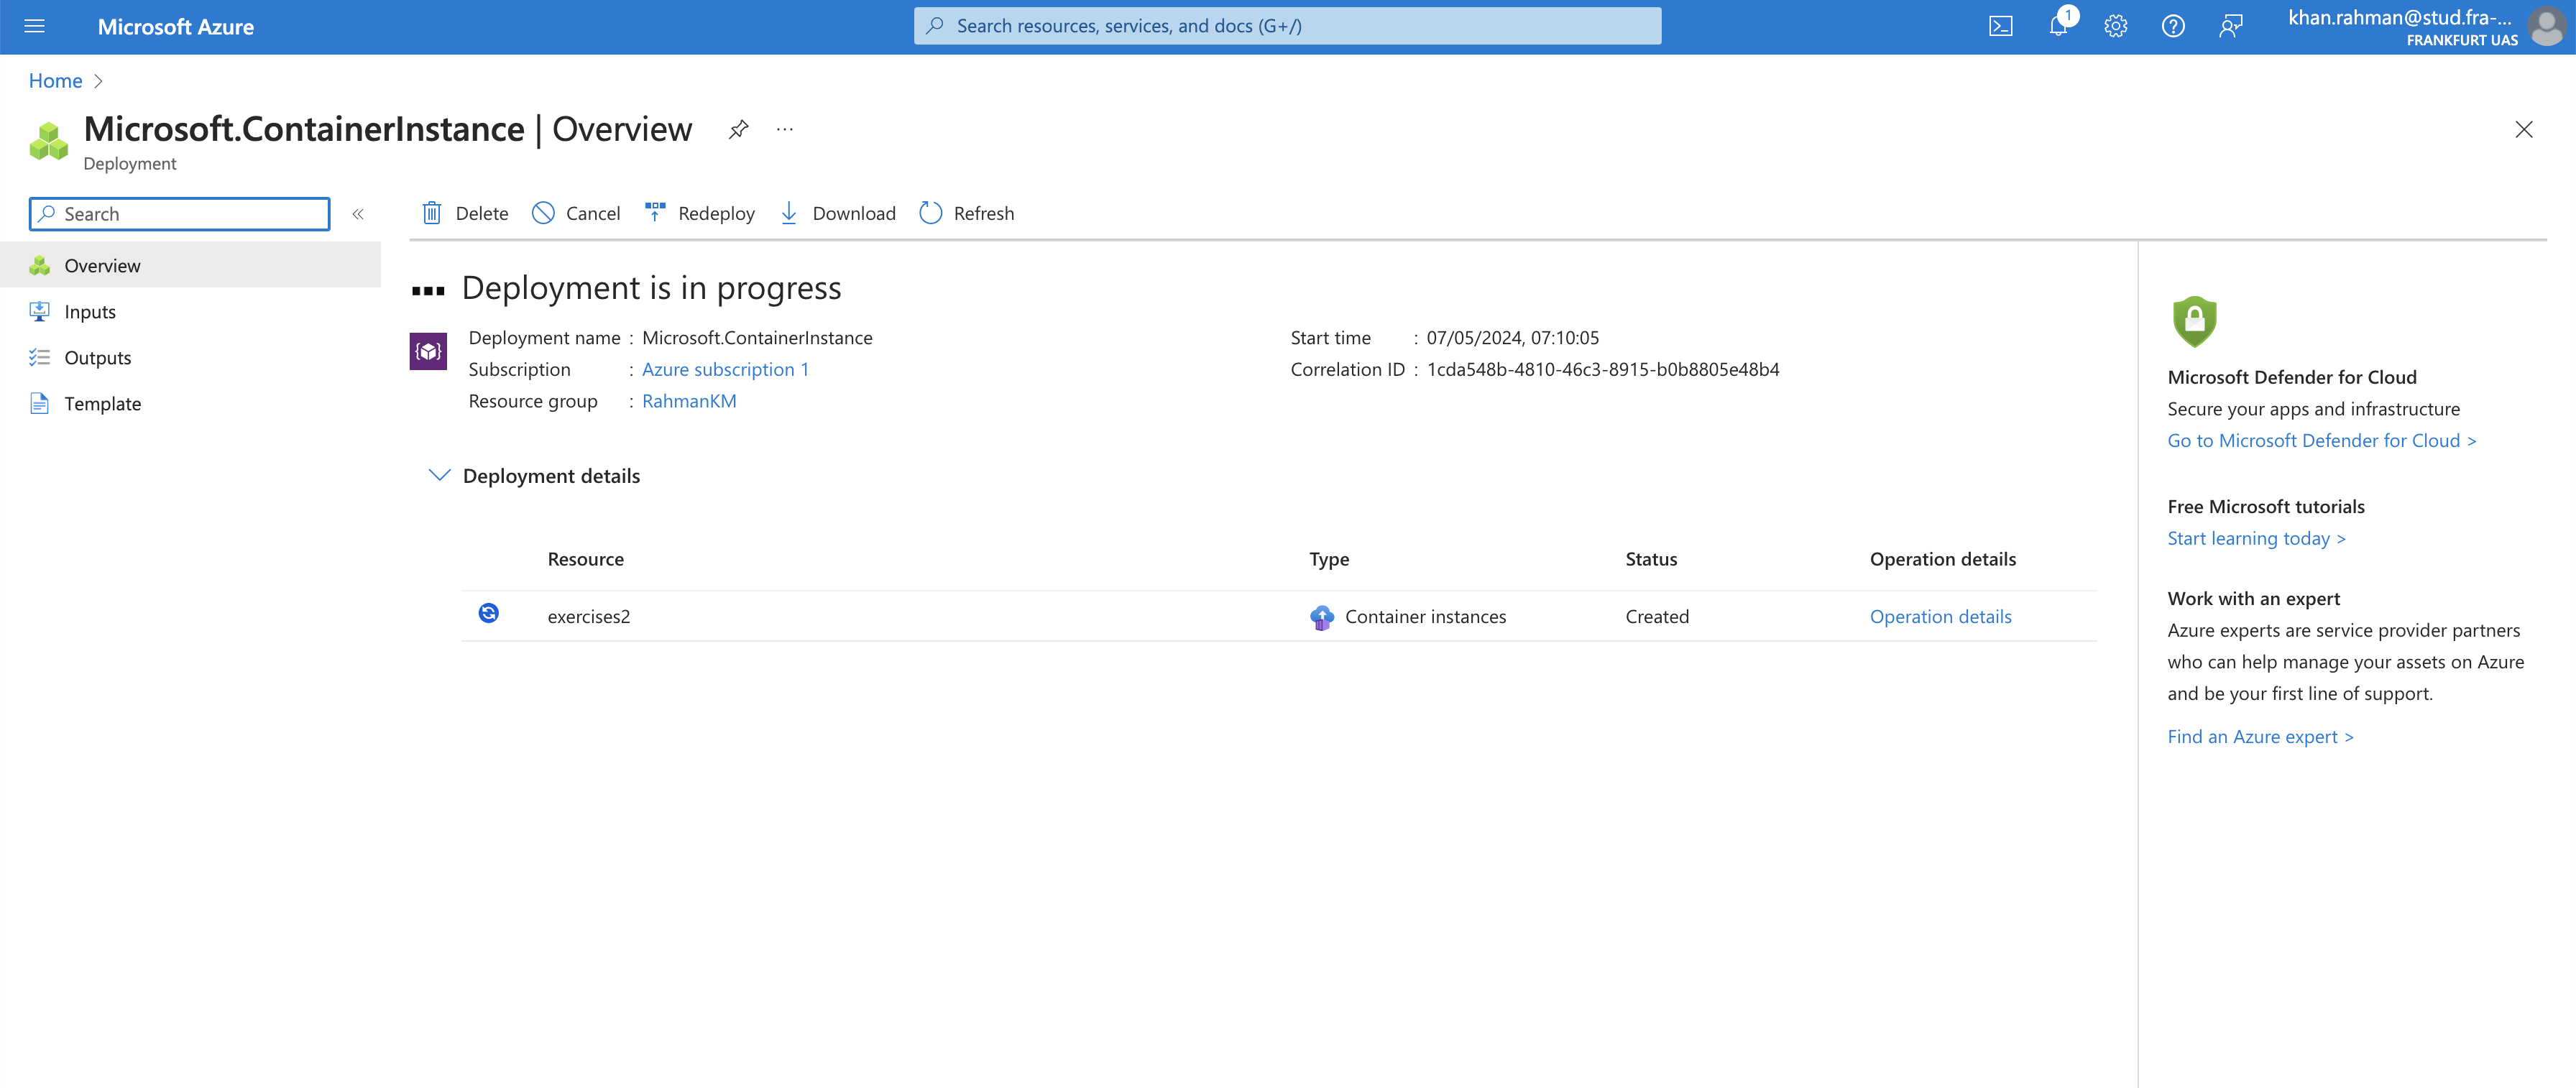 Microsoft Azure
Search resources, services, and docs (G+/)
1
khan.rahman@stud.fra-...
FRANKFURT UAS
Home
Microsoft.ContainerInstance | Overview
...
Deployment
Search
«
Delete
Cancel
Redeploy
Download
Refresh
Overview
Inputs
Outputs
Template
Deployment is in progress
Deployment name : Microsoft.ContainerInstance
Subscription : Azure subscription 1
Resource group : RahmanKM
Start time : 07/05/2024, 07:10:05
Correlation ID : 1cda548b-4810-46c3-8915-b0b8805e48b4
Deployment details
Resource Type Status Operation details
exercises2 Container instances Created Operation details
Microsoft Defender for Cloud
Secure your apps and infrastructure
Go to Microsoft Defender for Cloud >
Free Microsoft tutorials
Start learning today >
Work with an expert
Azure experts are service provider partners
who can help manage your assets on Azure
and be your first line of support.
Find an Azure expert >